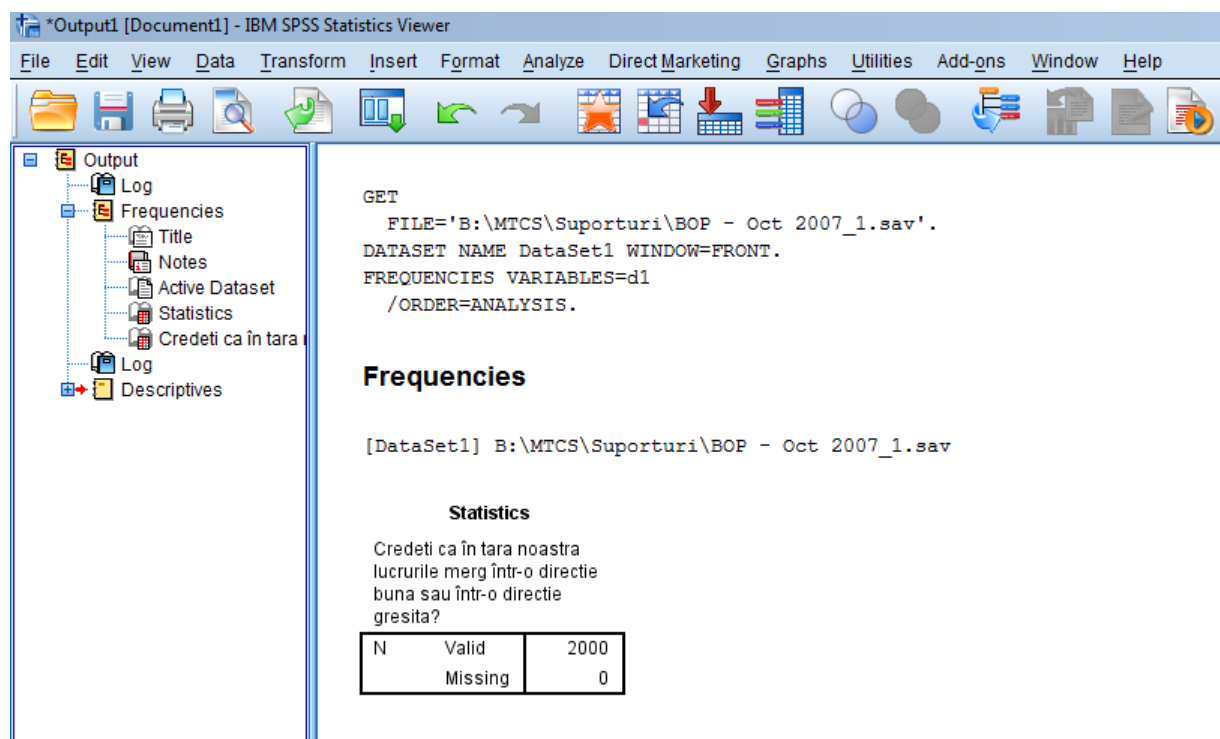 *Output1 [Document1] - IBM SPSS Statistics Viewer
File Edit View Data Transform Insert Format Analyze Direct Marketing Graphs Utilities Add-ons Window Help
Output
Log
Frequencies
Title
Notes
Active Dataset
Statistics
Credeti ca în tara
Log
Descriptives
GET
FILE='B:\MTCS\Suporturi\BOP - Oct 2007_1.sav'.
DATASET NAME DataSet1 WINDOW=FRONT.
FREQUENCIES VARIABLES=d1
/ORDER=ANALYSIS.
Frequencies
[DataSet1] B:\MTCS\Suporturi\BOP - Oct 2007_1.sav
Statistics
Credeti ca în tara noastra
lucrurile merg într-o directie
buna sau într-o directie
gresita?
N Valid 2000
Missing 0